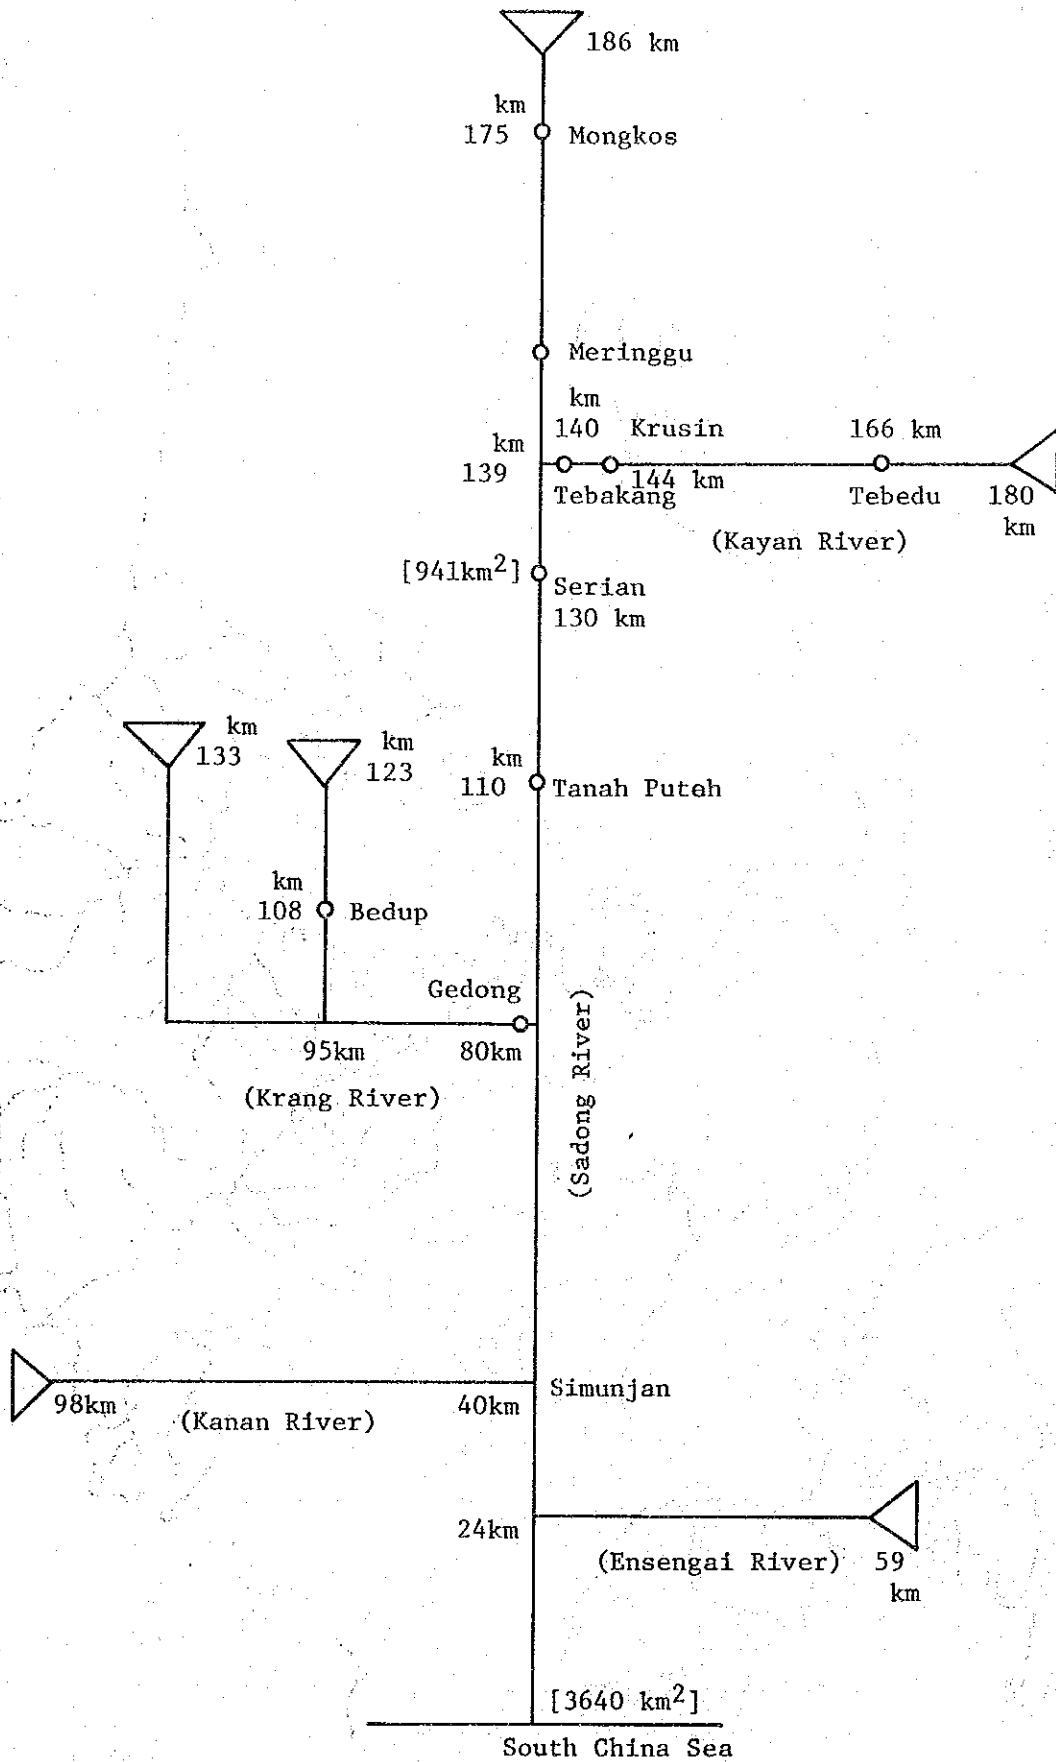 186 km
km
175 Mongkos
Meringgu
km
140 Krusin 166 km
km
139
144 km
Tebakang Tebedu 180
km
(Kayan River)
[941km²]
Serian
130 km
km
133
km
123
km
110 Tanah Puteh
km
108 Bedup
Gedong
95km 80km
(Krang River)
(Sadong River)
Simunjan
98km 40km
(Kanan River)
24km
(Ensengai River) 59
km
[3640 km²]
South China Sea